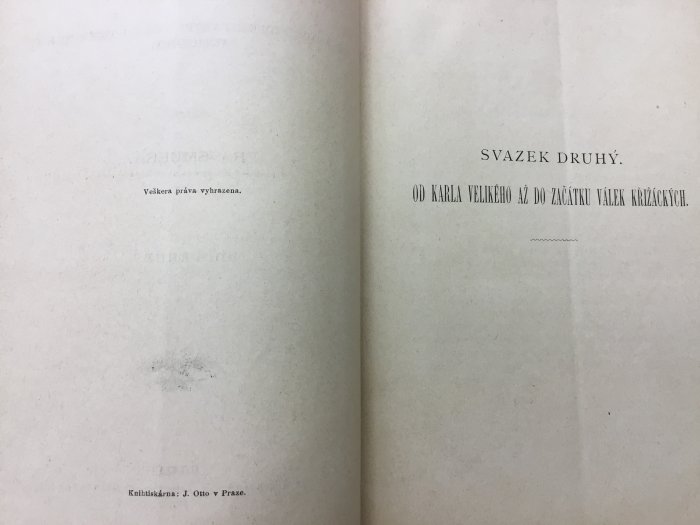 Veškera práva vyhrazena.
Knihtiskárna: J. Otto v Praze.
SVAZEK DRUHÝ.
OD KARLA VELIKÉHO AŽ DO ZAČÁTKU VÁLEK KŘIŽÁCKÝCH.